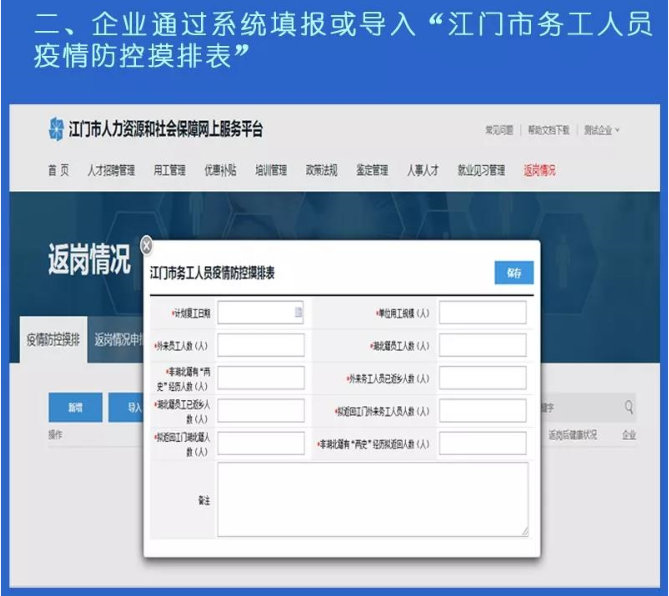 二、企业通过系统填报或导入“江门市务工人员
疫情防控摸排表”
江门市人力资源和社会保障网上服务平台
常见问题 帮助文档下载 测试企业
首 页 人才招聘管理 用工管理 优惠补贴 培训管理 政策法规 鉴定管理 人事人才 就业见习管理 返岗情况
返岗情况
江门市务工人员疫情防控摸排表
保存
*计划复工日期
*单位用工规模（人）
*外来员工人数（人）
*湖北籍员工人数（人）
*非湖北籍有“两
史”经历人数（人）
*外来务工人员已返乡人数（人）
*湖北籍员工已返乡人
数（人）
*拟返回江门外来务工人员人数（人）
*拟返回江门湖北籍人
数（人）
*非湖北籍有“两史”经历拟返回人数（人）
备注
疫情防控摸排 返岗情况申
新增 导入
键字
操作 返岗后健康状况 企业